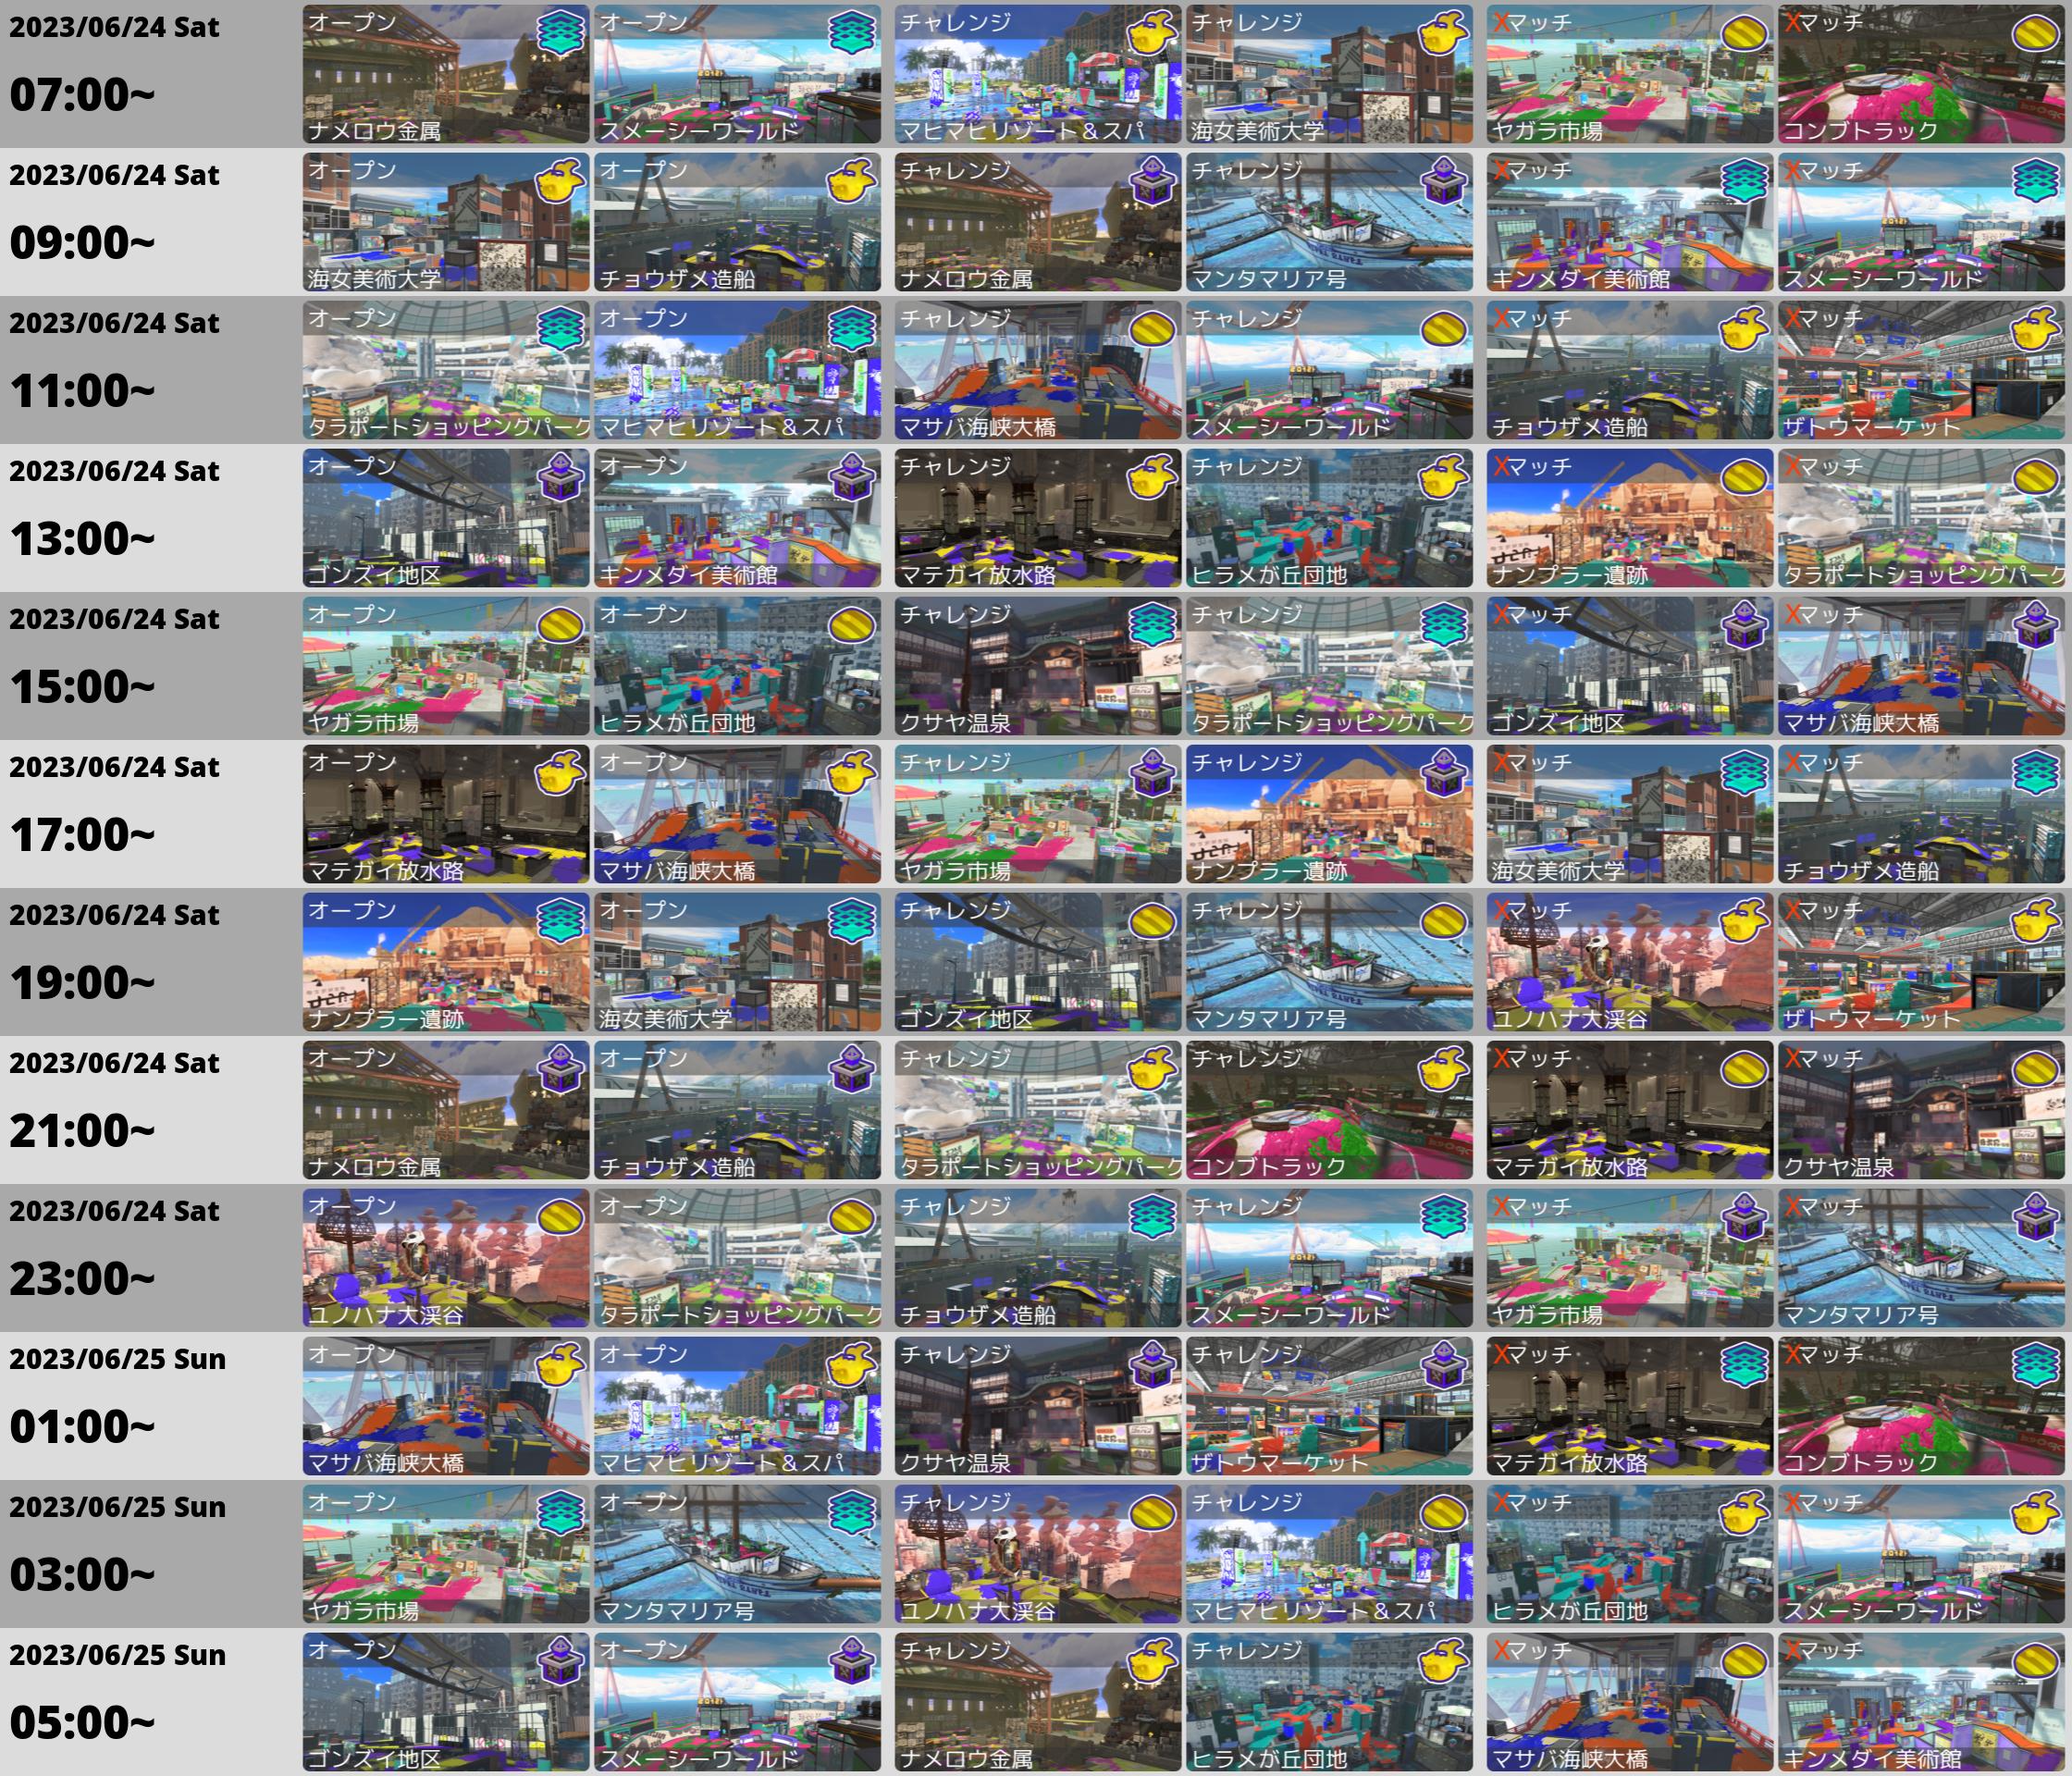 2023/06/24 Sat
07:00~
オープン オープン チャレンジ チャレンジ Xマッチ Xマッチ
ナメロウ金属 スメーシーワールド マヒマヒリゾート＆スパ 海女美術大学 ヤガラ市場 コンブトラック
2023/06/24 Sat
09:00~
オープン オープン チャレンジ チャレンジ Xマッチ Xマッチ
海女美術大学 チョウザメ造船 ナメロウ金属 マンタマリア号 キンメダイ美術館 スメーシーワールド
2023/06/24 Sat
11:00~
オープン オープン チャレンジ チャレンジ Xマッチ Xマッチ
タラポートショッピングパーク マヒマヒリゾート＆スパ マサバ海峡大橋 スメーシーワールド チョウザメ造船 ザトウマーケット
2023/06/24 Sat
13:00~
オープン オープン チャレンジ チャレンジ Xマッチ Xマッチ
ゴンズイ地区 キンメダイ美術館 マテガイ放水路 ヒラメが丘団地 ナンプラー遺跡 タラポートショッピングパーク
2023/06/24 Sat
15:00~
オープン オープン チャレンジ チャレンジ Xマッチ Xマッチ
ヤガラ市場 ヒラメが丘団地 クサヤ温泉 タラポートショッピングパーク ゴンズイ地区 マサバ海峡大橋
2023/06/24 Sat
17:00~
オープン オープン チャレンジ チャレンジ Xマッチ Xマッチ
マテガイ放水路 マサバ海峡大橋 ヤガラ市場 ナンプラー遺跡 海女美術大学 チョウザメ造船
2023/06/24 Sat
19:00~
オープン オープン チャレンジ チャレンジ Xマッチ Xマッチ
ナンプラー遺跡 海女美術大学 ゴンズイ地区 マンタマリア号 ユノハナ大渓谷 ザトウマーケット
2023/06/24 Sat
21:00~
オープン オープン チャレンジ チャレンジ Xマッチ Xマッチ
ナメロウ金属 チョウザメ造船 タラポートショッピングパーク コンブトラック マテガイ放水路 クサヤ温泉
2023/06/24 Sat
23:00~
オープン オープン チャレンジ チャレンジ Xマッチ Xマッチ
ユノハナ大渓谷 タラポートショッピングパーク チョウザメ造船 スメーシーワールド ヤガラ市場 マンタマリア号
2023/06/25 Sun
01:00~
オープン オープン チャレンジ チャレンジ Xマッチ Xマッチ
マサバ海峡大橋 マヒマヒリゾート＆スパ クサヤ温泉 ザトウマーケット マテガイ放水路 コンブトラック
2023/06/25 Sun
03:00~
オープン オープン チャレンジ チャレンジ Xマッチ Xマッチ
ヤガラ市場 マンタマリア号 ユノハナ大渓谷 マヒマヒリゾート＆スパ ヒラメが丘団地 スメーシーワールド
2023/06/25 Sun
05:00~
オープン オープン チャレンジ チャレンジ Xマッチ Xマッチ
ゴンズイ地区 スメーシーワールド ナメロウ金属 ヒラメが丘団地 マサバ海峡大橋 キンメダイ美術館